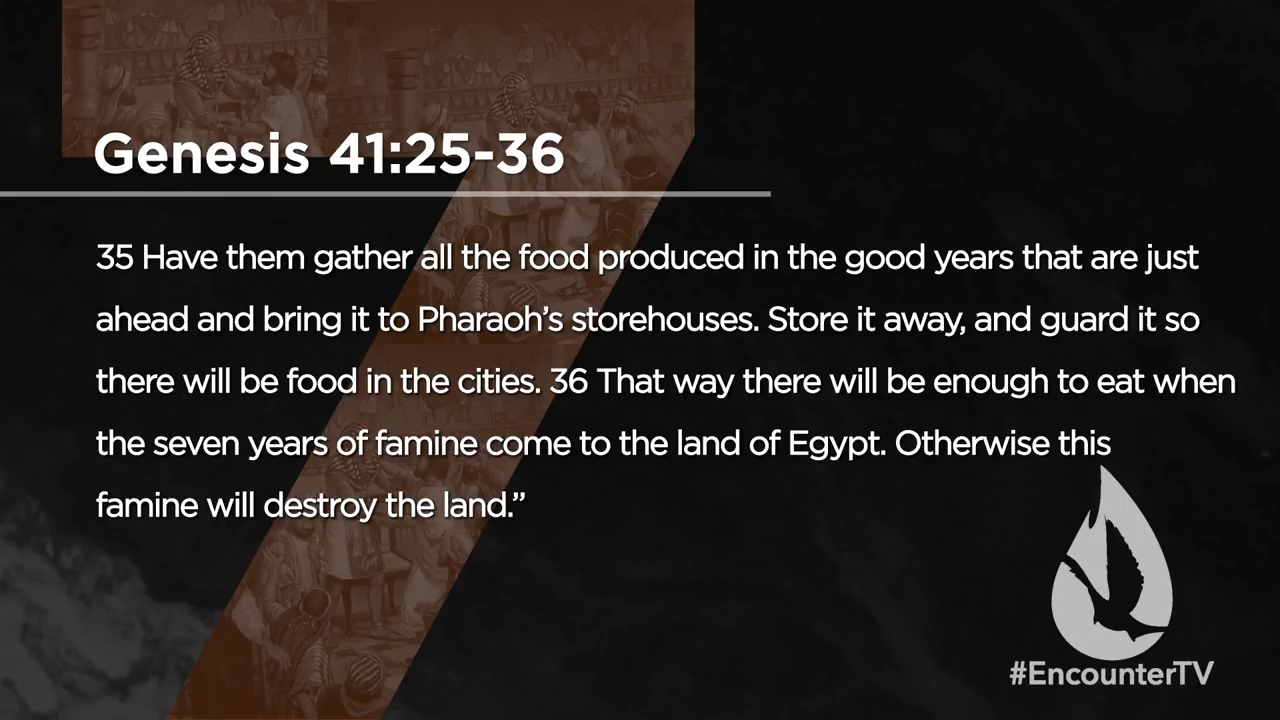 Genesis 41:25-36
35 Have them gather all the food produced in the good years that are just
ahead and bring it to Pharaoh’s storehouses. Store it away, and guard it so
there will be food in the cities. 36 That way there will be enough to eat when
the seven years of famine come to the land of Egypt. Otherwise this
famine will destroy the land.”
#EncounterTV